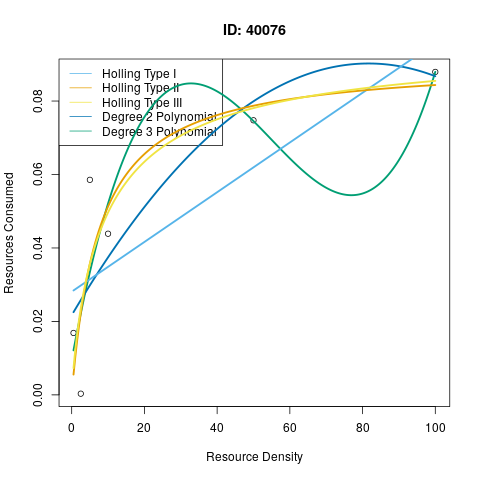 ID: 40076
Holling Type I
Holling Type II
Holling Type III
Degree 2 Polynomial
Degree 3 Polynomial
Resources Consumed
0.00
0.02
0.04
0.06
0.08
0
20
40
60
80
100
Resource Density